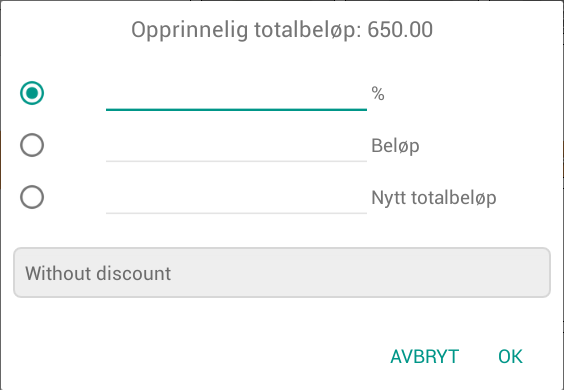 Opprinnelig totalbeløp: 650.00
%
Beløp
Nytt totalbeløp
Without discount
AVBRYT OK